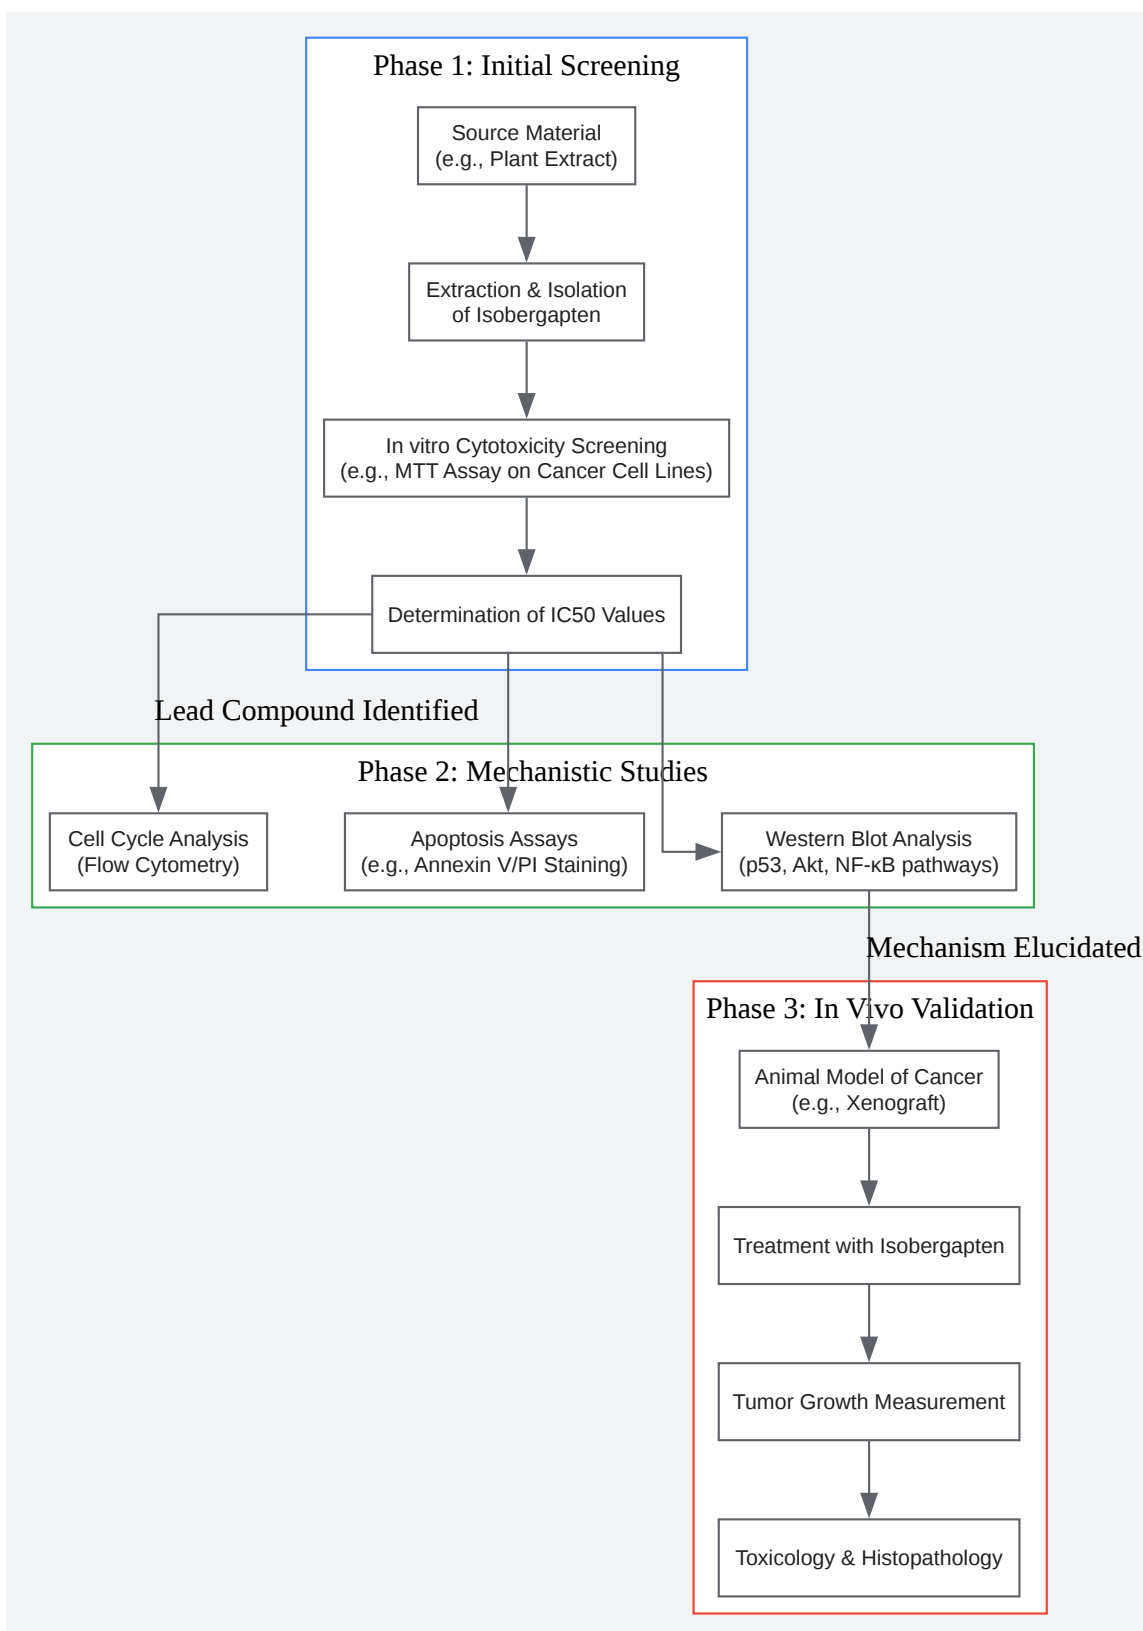 Phase 1: Initial Screening
Source Material
(e.g., Plant Extract)
Extraction & Isolation
of Isobergapten
In vitro Cytotoxicity Screening
(e.g., MTT Assay on Cancer Cell Lines)
Determination of IC50 Values
Lead Compound Identified
Phase 2: Mechanistic Studies
Cell Cycle Analysis
(Flow Cytometry)
Apoptosis Assays
(e.g., Annexin V/PI Staining)
Western Blot Analysis
(p53, Akt, NF-κB pathways)
Mechanism Elucidated
Phase 3: In Vivo Validation
Animal Model of Cancer
(e.g., Xenograft)
Treatment with Isobergapten
Tumor Growth Measurement
Toxicology & Histopathology